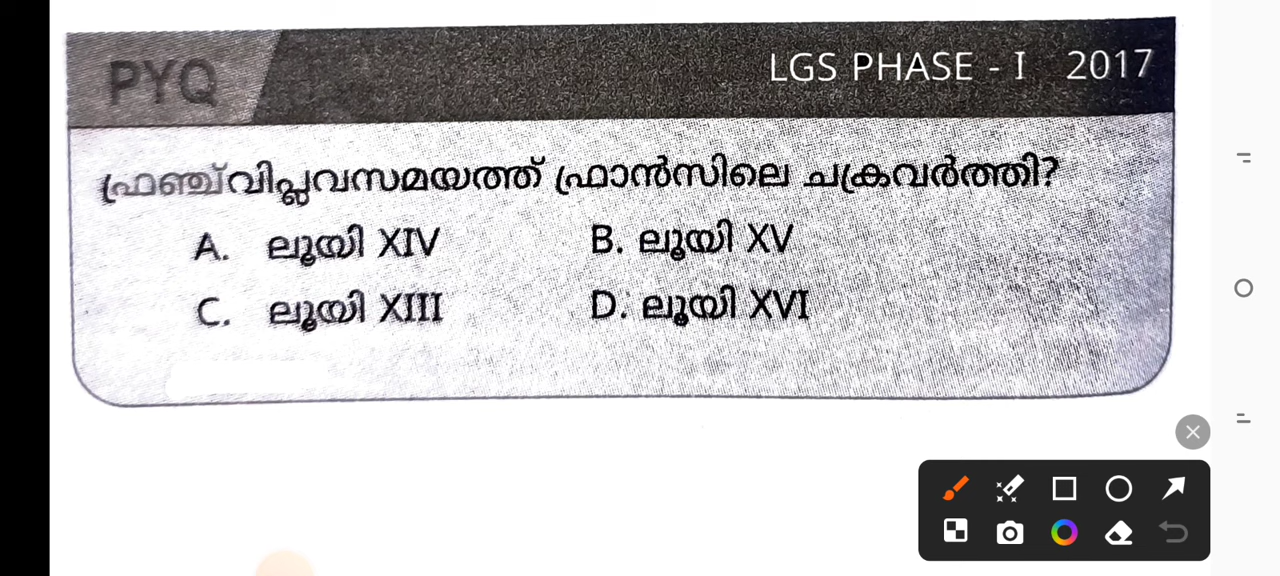 PYQ
LGS PHASE - I 2017
ഫ്രഞ്ച് വിപ്ലവസമയത്ത് ഫ്രാൻസിലെ ചക്രവർത്തി?
A. ലൂയി XIV B. ലൂയി XV
C. ലൂയി XIII D. ലൂയി XVI